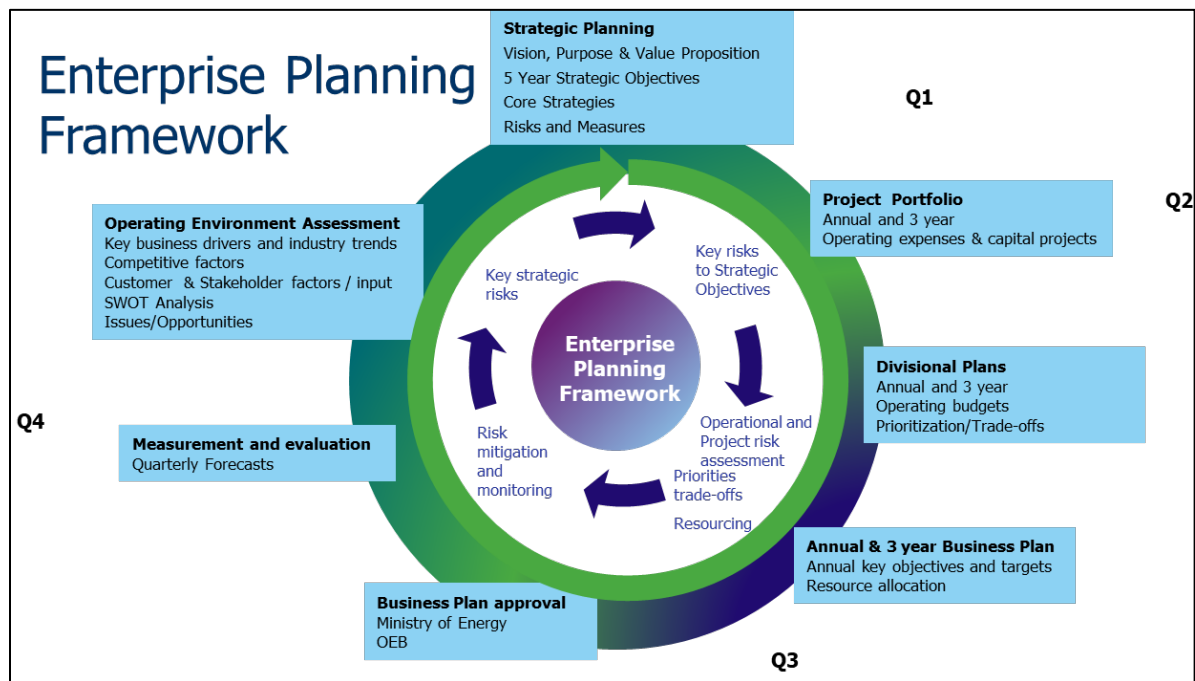 Enterprise Planning
Framework
Strategic Planning
Vision, Purpose & Value Proposition
5 Year Strategic Objectives
Core Strategies
Risks and Measures
Q1
Project Portfolio
Annual and 3 year
Operating expenses & capital projects
Q2
Divisional Plans
Annual and 3 year
Operating budgets
Prioritization/Trade-offs
Annual & 3 year Business Plan
Annual key objectives and targets
Resource allocation
Q3
Business Plan approval
Ministry of Energy
OEB
Measurement and evaluation
Quarterly Forecasts
Q4
Operating Environment Assessment
Key business drivers and industry trends
Competitive factors
Customer & Stakeholder factors / input
SWOT Analysis
Issues/Opportunities
Key strategic
risks
Key risks
to Strategic
Objectives
Operational and
Project risk
assessment
Priorities
trade-offs
Resourcing
Risk
mitigation
and
monitoring
Enterprise
Planning
Framework